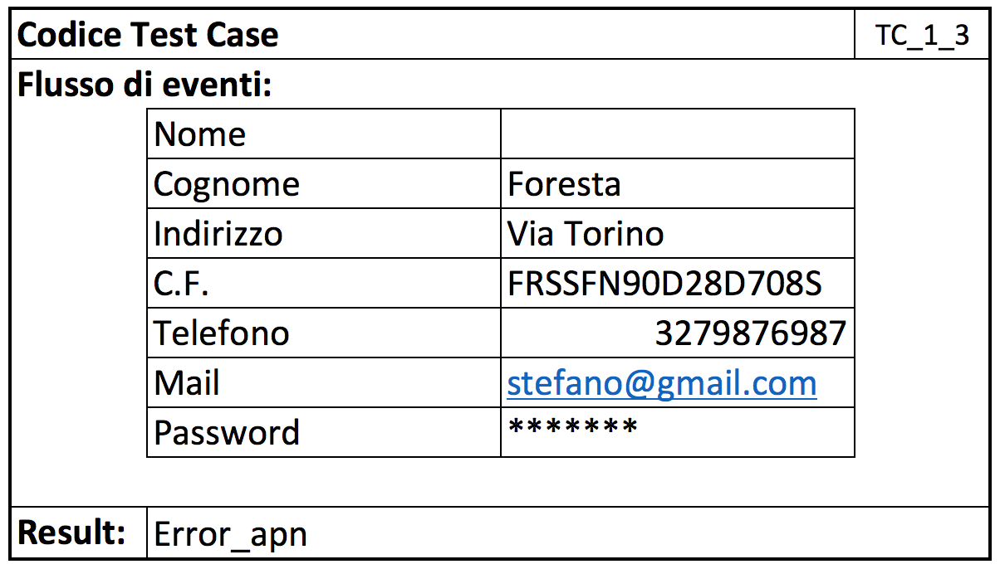 Codice Test Case TC_1_3
Flusso di eventi:
Nome
Cognome Foresta
Indirizzo Via Torino
C.F. FRSSFN90D28D708S
Telefono 3279876987
Mail stefano@gmail.com
Password *******
Result: Error_apn